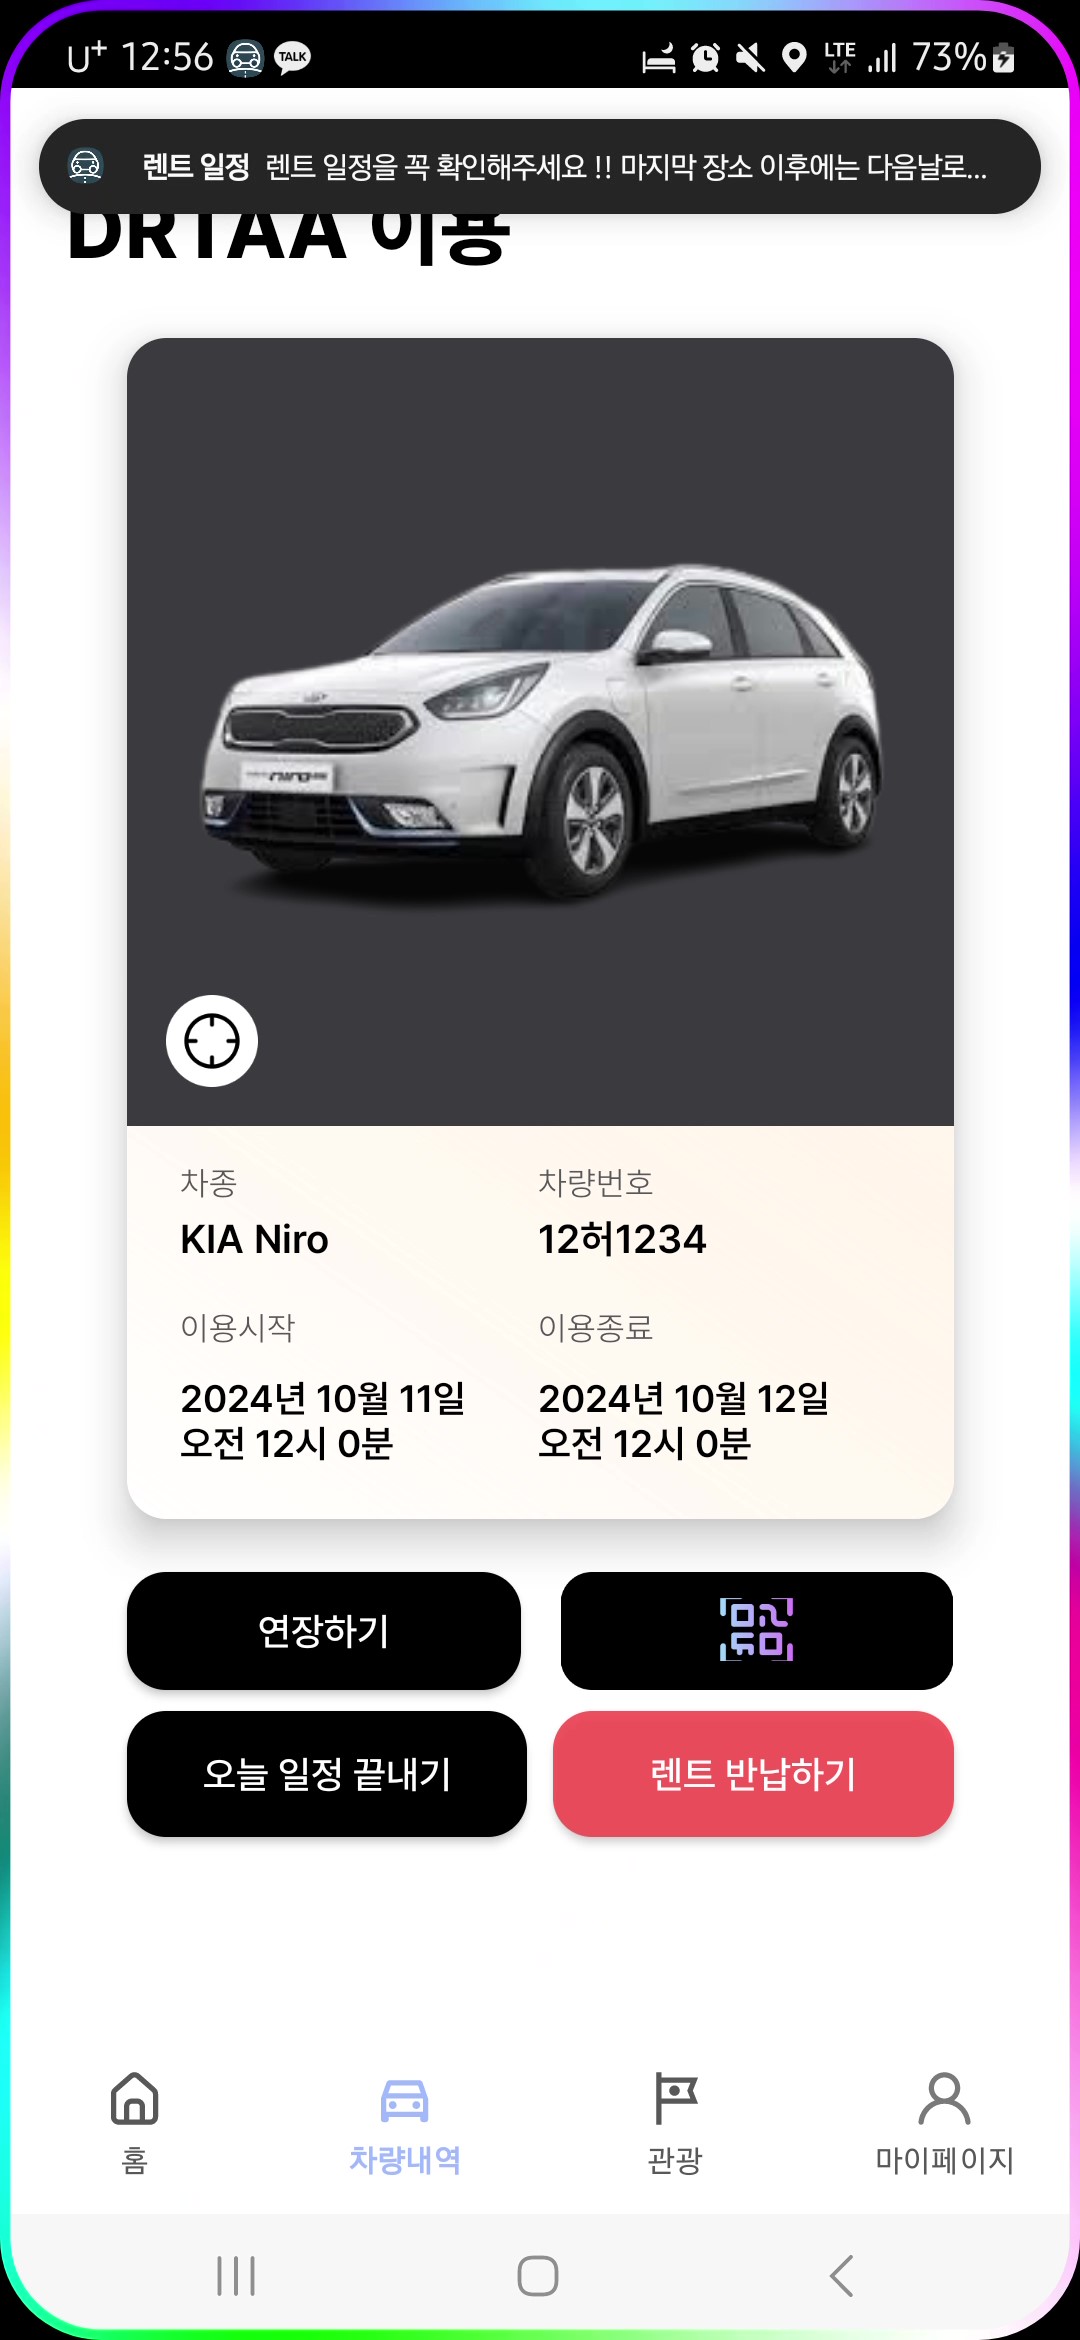 U+ 12:56 TALK LTE 73%
렌트 일정 렌트 일정을 꼭 확인해주세요 !! 마지막 장소 이후에는 다음날로...
DRTAA 이용
niro
차종 차량번호
KIA Niro 12허1234
이용시작 이용종료
2024년 10월 11일 2024년 10월 12일
오전 12시 0분 오전 12시 0분
연장하기
오늘 일정 끝내기 렌트 반납하기
홈 차량내역 관광 마이페이지